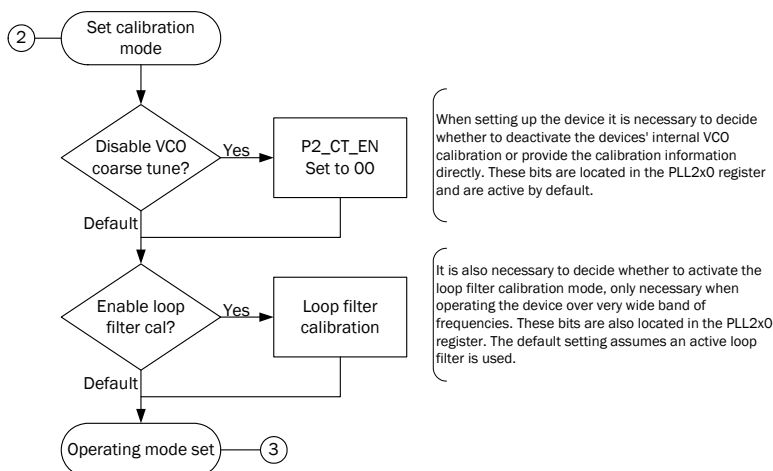 2
Set calibration
mode
Disable VCO
coarse tune?
Yes
P2_CT_EN
Set to 00
When setting up the device it is necessary to decide
whether to deactivate the devices' internal VCO
calibration or provide the calibration information
directly. These bits are located in the PLL2x0 register
and are active by default.
Default
Enable loop
filter cal?
Yes
Loop filter
calibration
It is also necessary to decide whether to activate the
loop filter calibration mode, only necessary when
operating the device over very wide band of
frequencies. These bits are also located in the PLL2x0
register. The default setting assumes an active loop
filter is used.
Default
Operating mode set
3